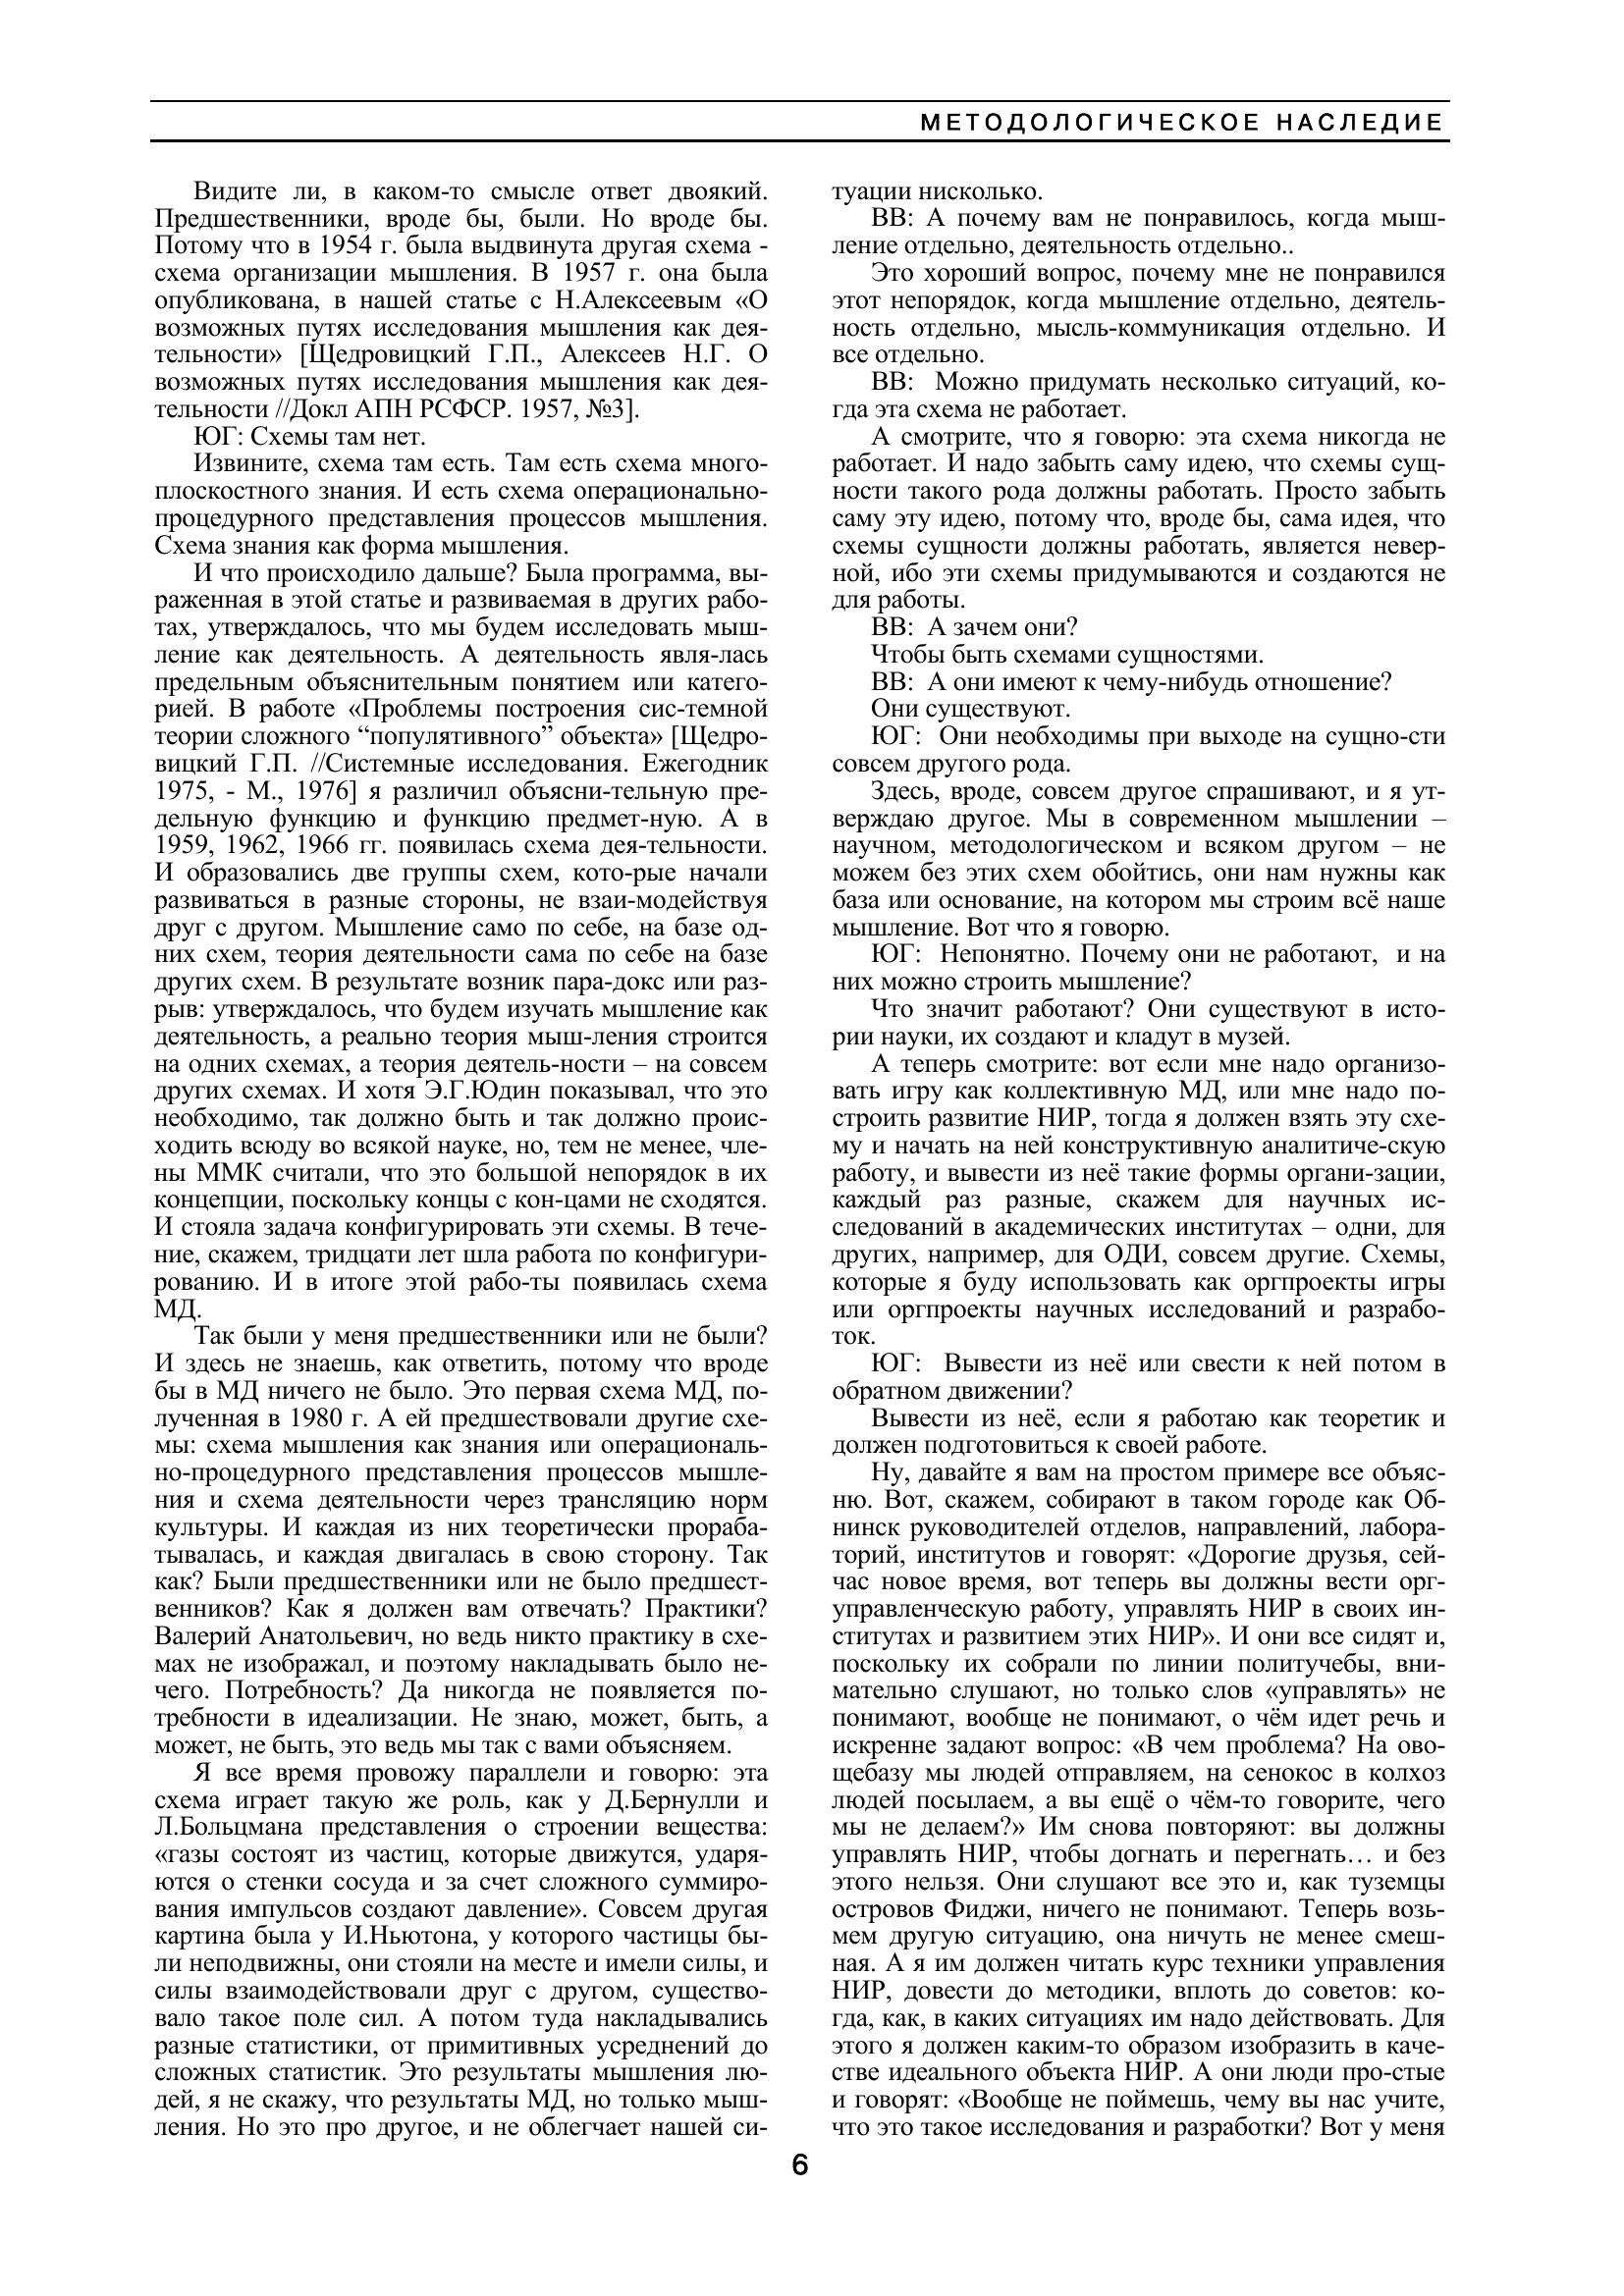 МЕТОДОЛОГИЧЕСКОЕ НАСЛЕДИЕ
Видите ли, в каком-то смысле ответ двоякий.
Предшественники, вроде бы, были. Но вроде бы.
Потому что в 1954 г. была выдвинута другая схема -
схема организации мышления. В 1957 г. она была
опубликована, в нашей статье с Н.Алексеевым «О
возможных путях исследования мышления как дея-
тельности» [Щедровицкий Г.П., Алексеев Н.Г. О
возможных путях исследования мышления как дея-
тельности //Докл АПН РСФСР. 1957, №3].
ЮГ: Схемы там нет.
Извините, схема там есть. Там есть схема много-
плоскостного знания. И есть схема операционально-
процедурного представления процессов мышления.
Схема знания как форма мышления.
И что происходило дальше? Была программа, вы-
раженная в этой статье и развиваемая в других рабо-
тах, утверждалось, что мы будем исследовать мыш-
ление как деятельность. А деятельность явля-лась
предельным объяснительным понятием или катего-
рией. В работе «Проблемы построения сис-темной
теории сложного “популятивного” объекта» [Щедро-
вицкий Г.П. //Системные исследования. Ежегодник
1975, - М., 1976] я различил объясни-тельную пре-
дельную функцию и функцию предмет-ную. А в
1959, 1962, 1966 гг. появилась схема дея-тельности.
И образовались две группы схем, кото-рые начали
развиваться в разные стороны, не взаи-модействуя
друг с другом. Мышление само по себе, на базе од-
них схем, теория деятельности сама по себе на базе
других схем. В результате возник пара-докс или раз-
рыв: утверждалось, что будем изучать мышление как
деятельность, а реально теория мыш-ления строится
на одних схемах, а теория деятель-ности – на совсем
других схемах. И хотя Э.Г.Юдин показывал, что это
необходимо, так должно быть и так должно проис-
ходить всюду во всякой науке, но, тем не менее, чле-
ны ММК считали, что это большой непорядок в их
концепции, поскольку концы с кон-цами не сходятся.
И стояла задача конфигурировать эти схемы. В тече-
ние, скажем, тридцати лет шла работа по конфигури-
рованию. И в итоге этой рабо-ты появилась схема
МД.
Так были у меня предшественники или не были?
И здесь не знаешь, как ответить, потому что вроде
бы в МД ничего не было. Это первая схема МД, по-
лученная в 1980 г. А ей предшествовали другие схе-
мы: схема мышления как знания или операциональ-
но-процедурного представления процессов мышле-
ния и схема деятельности через трансляцию норм
культуры. И каждая из них теоретически прораба-
тывалась, и каждая двигалась в свою сторону. Так
как? Были предшественники или не было предшест-
венников? Как я должен вам отвечать? Практики?
Валерий Анатольевич, но ведь никто практику в схе-
мах не изображал, и поэтому накладывать было не-
чего. Потребность? Да никогда не появляется по-
требности в идеализации. Не знаю, может, быть, а
может, не быть, это ведь мы так с вами объясняем.
Я все время провожу параллели и говорю: эта
схема играет такую же роль, как у Д.Бернулли и
Л.Больцмана представления о строении вещества:
«газы состоят из частиц, которые движутся, ударя-
ются о стенки сосуда и за счет сложного суммиро-
вания импульсов создают давление». Совсем другая
картина была у И.Ньютона, у которого частицы бы-
ли неподвижны, они стояли на месте и имели силы, и
силы взаимодействовали друг с другом, существо-
вало такое поле сил. А потом туда накладывались
разные статистики, от примитивных усреднений до
сложных статистик. Это результаты мышления лю-
дей, я не скажу, что результаты МД, но только мыш-
ления. Но это про другое, и не облегчает нашей си-
туации нисколько.
ВВ: А почему вам не понравилось, когда мыш-
ление отдельно, деятельность отдельно..
Это хороший вопрос, почему мне не понравился
этот непорядок, когда мышление отдельно, деятель-
ность отдельно, мысль-коммуникация отдельно. И
все отдельно.
ВВ: Можно придумать несколько ситуаций, ко-
гда эта схема не работает.
А смотрите, что я говорю: эта схема никогда не
работает. И надо забыть саму идею, что схемы сущ-
ности такого рода должны работать. Просто забыть
саму эту идею, потому что, вроде бы, сама идея, что
схемы сущности должны работать, является невер-
ной, ибо эти схемы придумываются и создаются не
для работы.
ВВ: А зачем они?
Чтобы быть схемами сущностями.
ВВ: А они имеют к чему-нибудь отношение?
Они существуют.
ЮГ: Они необходимы при выходе на сущно-сти
совсем другого рода.
Здесь, вроде, совсем другое спрашивают, и я ут-
верждаю другое. Мы в современном мышлении –
научном, методологическом и всяком другом – не
можем без этих схем обойтись, они нам нужны как
база или основание, на котором мы строим всё наше
мышление. Вот что я говорю.
ЮГ: Непонятно. Почему они не работают, и на
них можно строить мышление?
Что значит работают? Они существуют в исто-
рии науки, их создают и кладут в музей.
А теперь смотрите: вот если мне надо организо-
вать игру как коллективную МД, или мне надо по-
строить развитие НИР, тогда я должен взять эту схе-
му и начать на ней конструктивную аналитиче-скую
работу, и вывести из неё такие формы органи-зации,
каждый раз разные, скажем для научных ис-
следований в академических институтах – одни, для
других, например, для ОДИ, совсем другие. Схемы,
которые я буду использовать как оргпроекты игры
или оргпроекты научных исследований и разрабо-
ток.
ЮГ: Вывести из неё или свести к ней потом в
обратном движении?
Вывести из неё, если я работаю как теоретик и
должен подготовиться к своей работе.
Ну, давайте я вам на простом примере все объяс-
ню. Вот, скажем, собирают в таком городе как Об-
нинск руководителей отделов, направлений, лабора-
торий, институтов и говорят: «Дорогие друзья, сей-
час новое время, вот теперь вы должны вести орг-
управленческую работу, управлять НИР в своих ин-
ститутах и развитием этих НИР». И они все сидят и,
поскольку их собрали по линии политучебы, вни-
мательно слушают, но только слов «управлять» не
понимают, вообще не понимают, о чём идет речь и
искренне задают вопрос: «В чем проблема? На ово-
щебазу мы людей отправляем, на сенокос в колхоз
людей посылаем, а вы ещё о чём-то говорите, чего
мы не делаем?» Им снова повторяют: вы должны
управлять НИР, чтобы догнать и перегнать… и без
этого нельзя. Они слушают все это и, как туземцы
островов Фиджи, ничего не понимают. Теперь возь-
мем другую ситуацию, она ничуть не менее смеш-
ная. А я им должен читать курс техники управления
НИР, довести до методики, вплоть до советов: ко-
гда, как, в каких ситуациях им надо действовать. Для
этого я должен каким-то образом изобразить в каче-
стве идеального объекта НИР. А они люди про-стые
и говорят: «Вообще не поймешь, чему вы нас учите,
что это такое исследования и разработки? Вот у меня
6